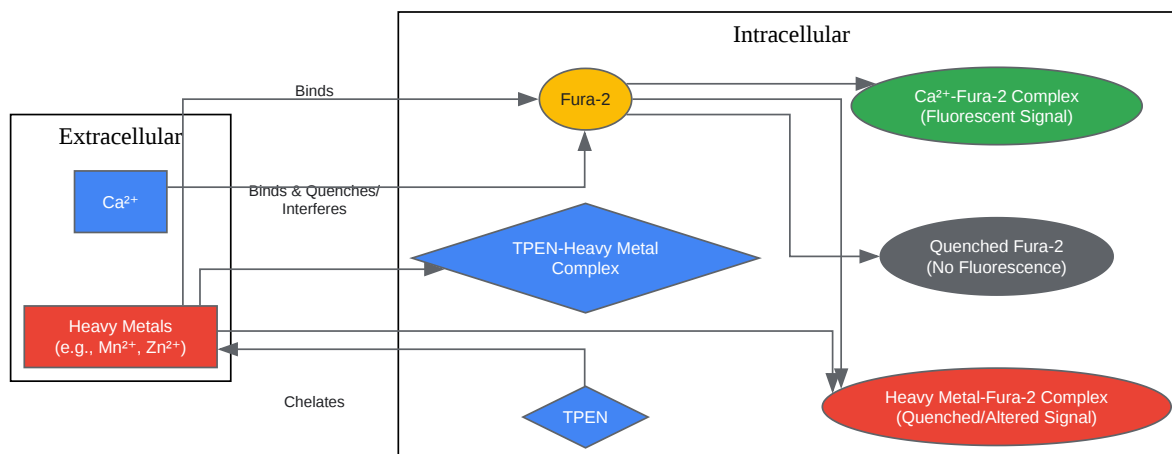 Intracellular
Fura-2
Ca²⁺-Fura-2 Complex
(Fluorescent Signal)
Binds
Extracellular
Ca²⁺
Binds & Quenches/
Interferes
TPEN-Heavy Metal
Complex
Quenched Fura-2
(No Fluorescence)
Heavy Metals
(e.g., Mn²⁺, Zn²⁺)
Chelates
TPEN
Heavy Metal-Fura-2 Complex
(Quenched/Altered Signal)